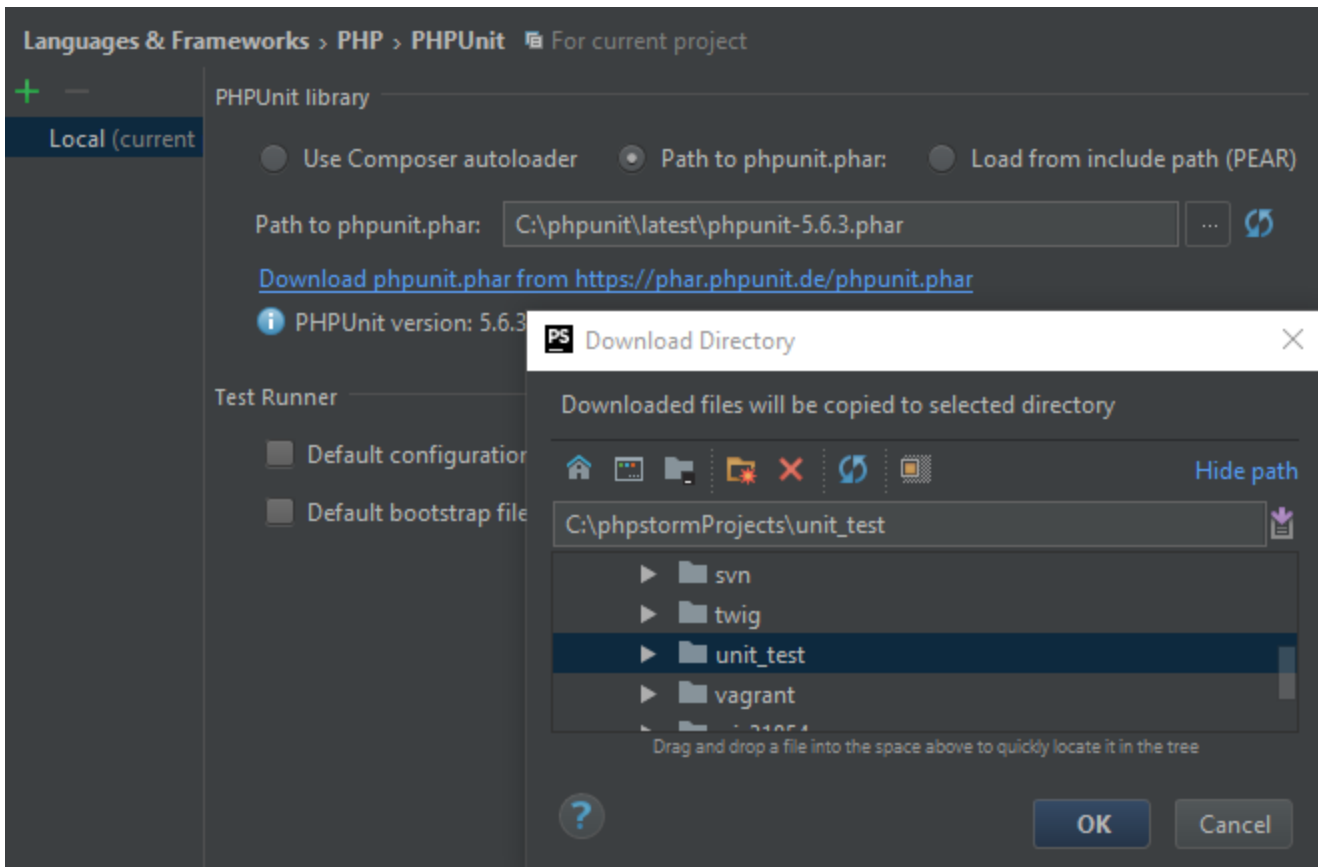 Languages & Frameworks › PHP › PHPUnit For current project
PHPUnit library
Local (current
Use Composer autoloader Path to phpunit.phar: Load from include path (PEAR)
Path to phpunit.phar: C:\phpunit\latest\phpunit-5.6.3.phar ...
Download phpunit.phar from https://phar.phpunit.de/phpunit.phar
PHPUnit version: 5.6.3
PS Download Directory
Test Runner
Downloaded files will be copied to selected directory
Default configuration
Hide path
Default bootstrap file
C:\phpstormProjects\unit_test
svn
twig
unit_test
vagrant
Drag and drop a file into the space above to quickly locate it in the tree
? OK Cancel